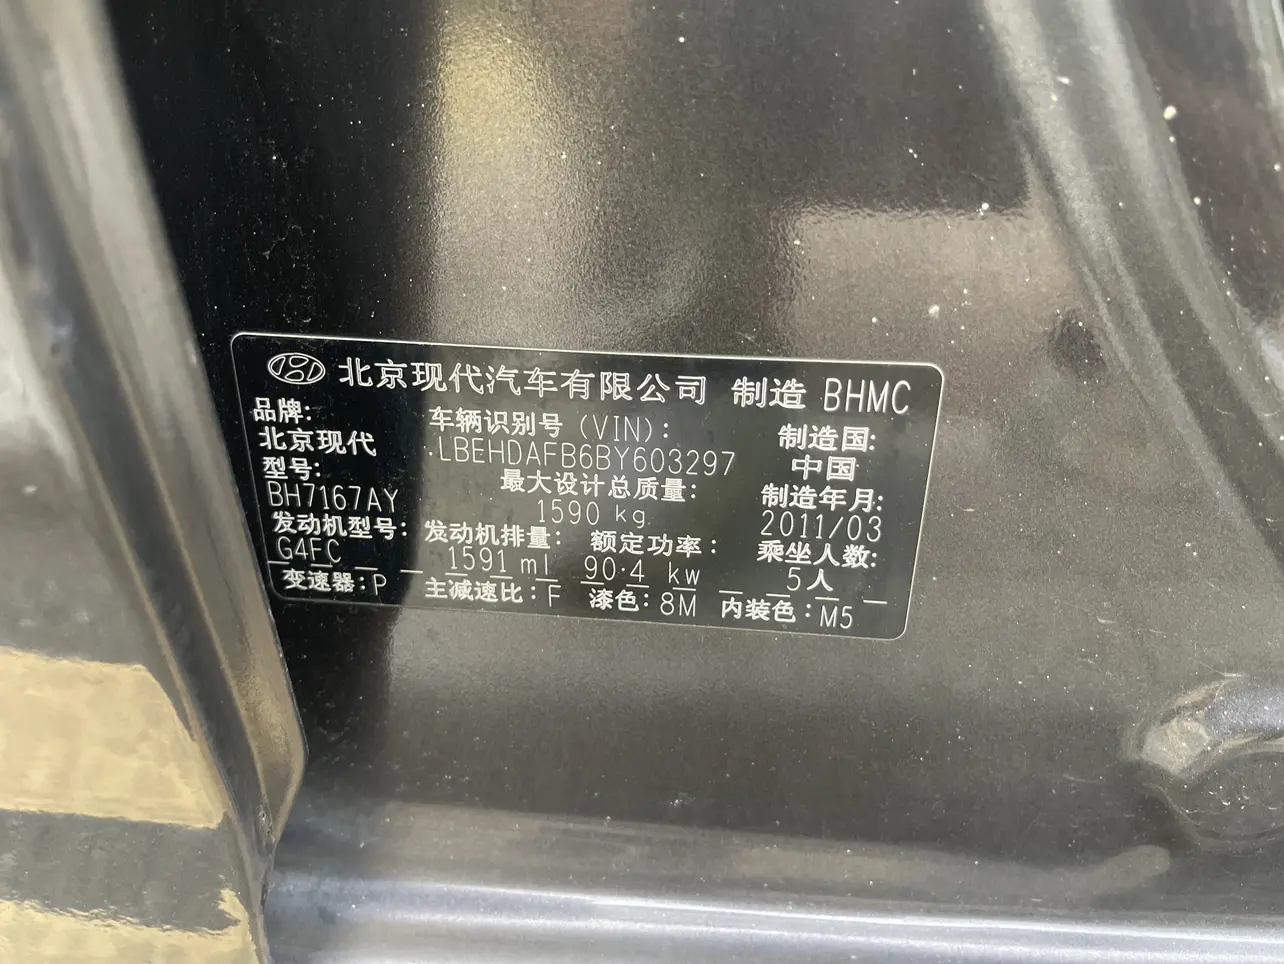 北京现代汽车有限公司 制造 BHMC
品牌: 车辆识别号 (VIN): 制造国:
北京现代 LBEHDAFB6BY603297 中国
型号: 最大设计总质量: 制造年月:
BH7167AY 1590 kg 2011/03
发动机型号: 发动机排量: 额定功率: 乘坐人数:
G4FC 1591 ml 90.4 kw 5人
变速器:P 主减速比:F 漆色:8M 内装色:M5